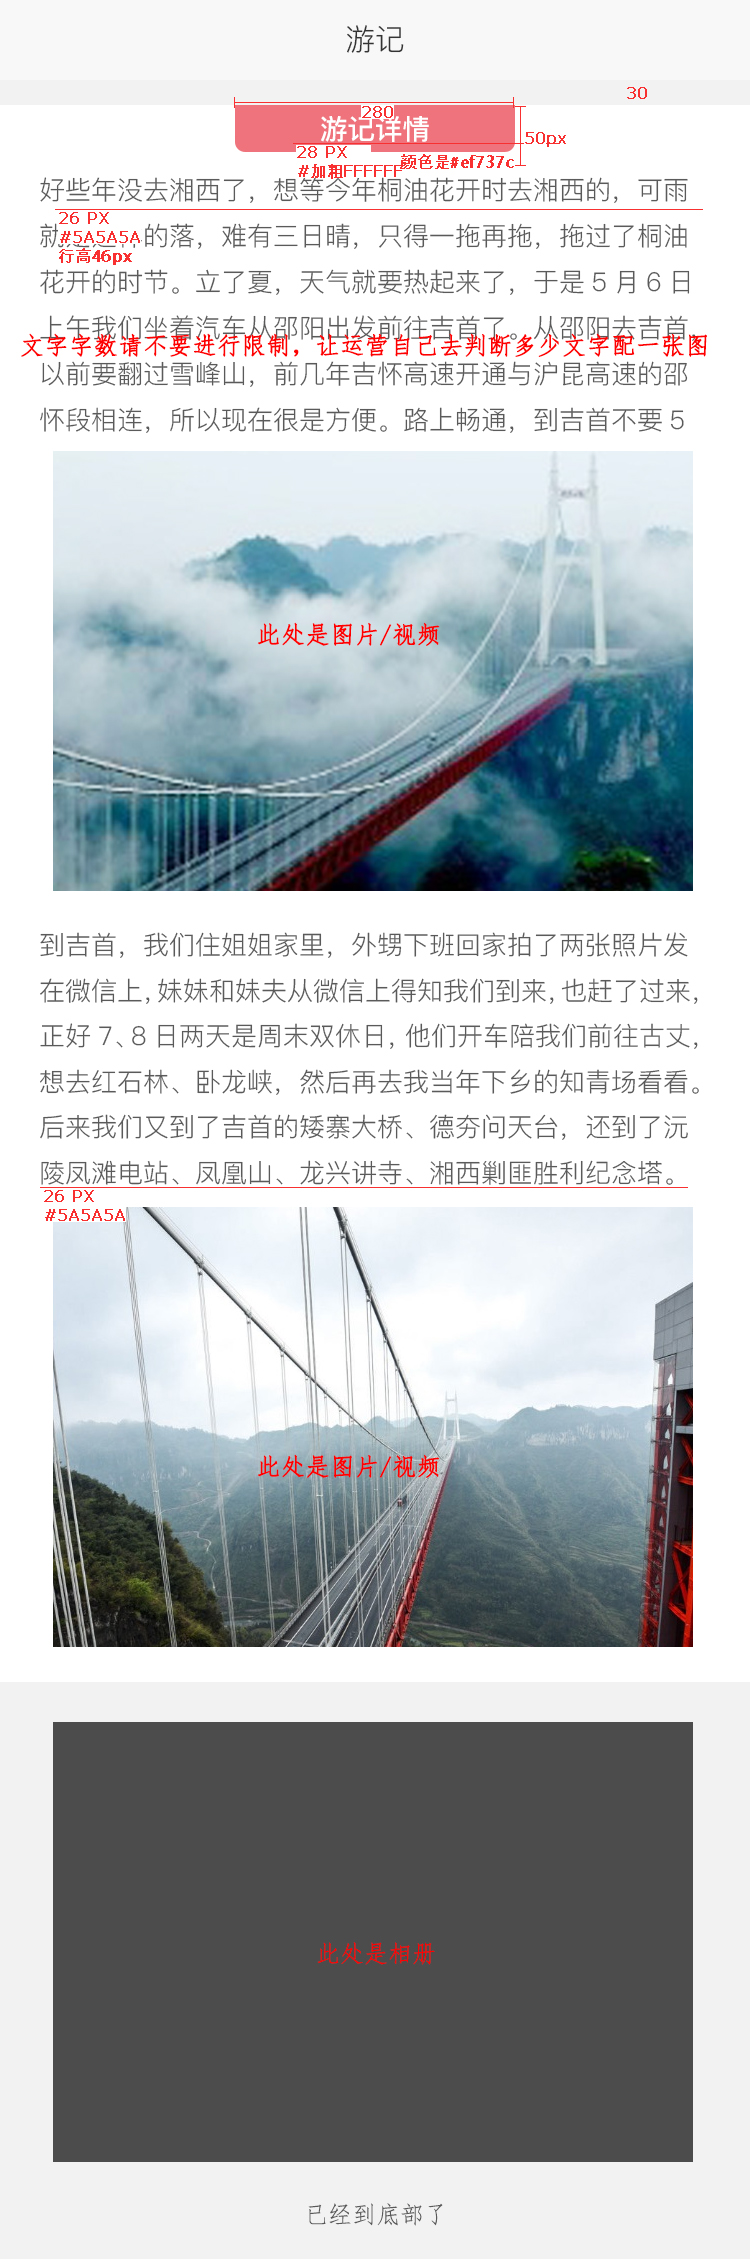 游记
30
280
游记详情
50px
28 PX
#加粗FFFFFF
颜色是#ef737c
好些年没去湘西了，想等今年桐油花开时去湘西的，可雨
26 PX
#5A5A5A
就的落，难有三日晴，只得一拖再拖，拖过了桐油
行高46px
花开的时节。立了夏，天气就要热起来了，于是 5 月 6 日
上午我们坐着汽车从邵阳出发前往吉首了。从邵阳去吉首
文字字数请不要进行限制，让运营自己去判断多少文字配一张图
以前要翻过雪峰山，前几年吉怀高速开通与沪昆高速的邵
怀段相连，所以现在很是方便。路上畅通，到吉首不要 5
此处是图片/视频
到吉首，我们住姐姐家里，外甥下班回家拍了两张照片发
在微信上，妹妹和妹夫从微信上得知我们到来，也赶了过来，
正好 7、8 日两天是周末双休日，他们开车陪我们前往古丈，
想去红石林、卧龙峡，然后再去我当年下乡的知青场看看。
后来我们又到了吉首的矮寨大桥、德夯问天台，还到了沅
陵凤滩电站、凤凰山、龙兴讲寺、湘西剿匪胜利纪念塔。
26 PX
#5A5A5A
此处是图片/视频
此处是相册
已经到底部了